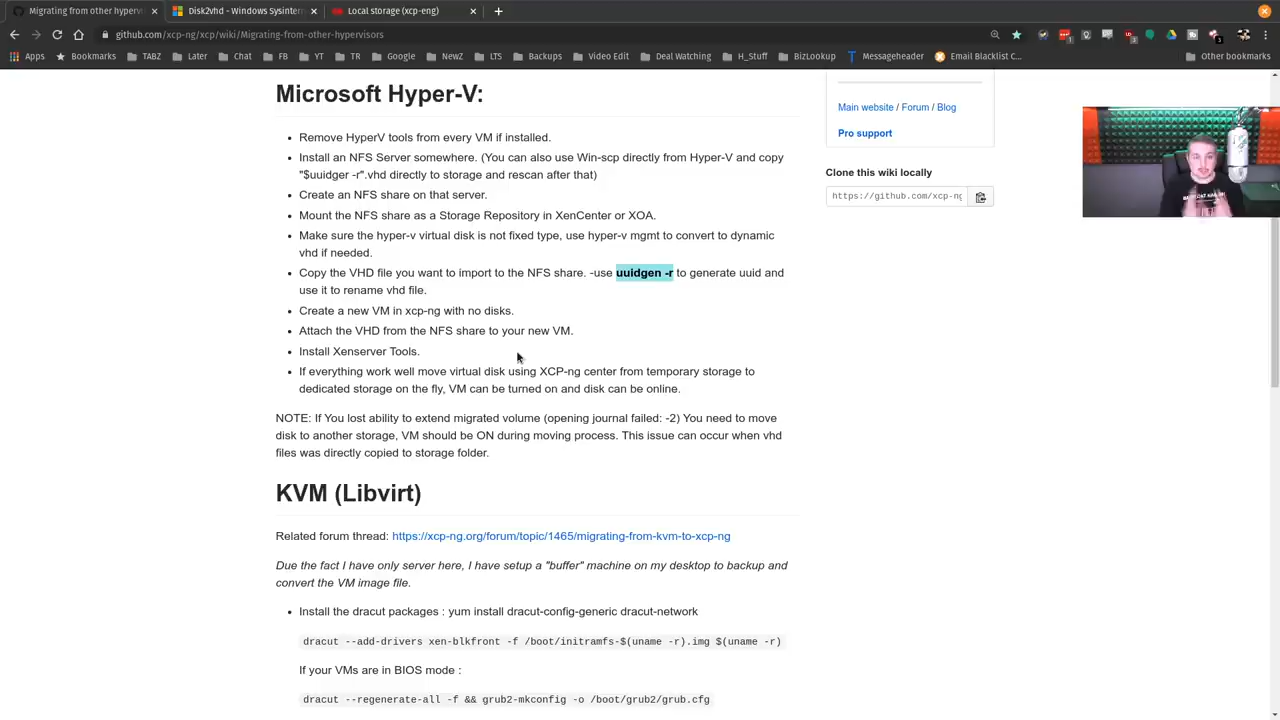 Migrating from other hyperv
Disk2vhd - Windows Sysinter
Local storage (xcp-eng)
github.com/xcp-ng/xcp/wiki/Migrating-from-other-hypervisors
Apps
Bookmarks
TABZ
Later
Chat
FB
YT
TR
Google
NewZ
LTS
Backups
Video Edit
Deal Watching
H_Stuff
BizLookup
Messageheader
Email Blacklist C...
Other bookmarks
Microsoft Hyper-V:
• Remove HyperV tools from every VM if installed.
• Install an NFS Server somewhere. (You can also use Win-scp directly from Hyper-V and copy
"$uuidger -r".vhd directly to storage and rescan after that)
• Create an NFS share on that server.
• Mount the NFS share as a Storage Repository in XenCenter or XOA.
• Make sure the hyper-v virtual disk is not fixed type, use hyper-v mgmt to convert to dynamic
vhd if needed.
• Copy the VHD file you want to import to the NFS share. -use uuidgen -r to generate uuid and
use it to rename vhd file.
• Create a new VM in xcp-ng with no disks.
• Attach the VHD from the NFS share to your new VM.
• Install Xenserver Tools.
• If everything work well move virtual disk using XCP-ng center from temporary storage to
dedicated storage on the fly, VM can be turned on and disk can be online.
NOTE: If You lost ability to extend migrated volume (opening journal failed: -2) You need to move
disk to another storage, VM should be ON during moving process. This issue can occur when vhd
files was directly copied to storage folder.
KVM (Libvirt)
Related forum thread: https://xcp-ng.org/forum/topic/1465/migrating-from-kvm-to-xcp-ng
Due the fact I have only server here, I have setup a "buffer" machine on my desktop to backup and
convert the VM image file.
• Install the dracut packages : yum install dracut-config-generic dracut-network
dracut --add-drivers xen-blkfront -f /boot/initramfs-$(uname -r).img $(uname -r)
If your VMs are in BIOS mode :
dracut --regenerate-all -f && grub2-mkconfig -o /boot/grub2/grub.cfg
Main website / Forum / Blog
Pro support
Clone this wiki locally
https://github.com/xcp-ng